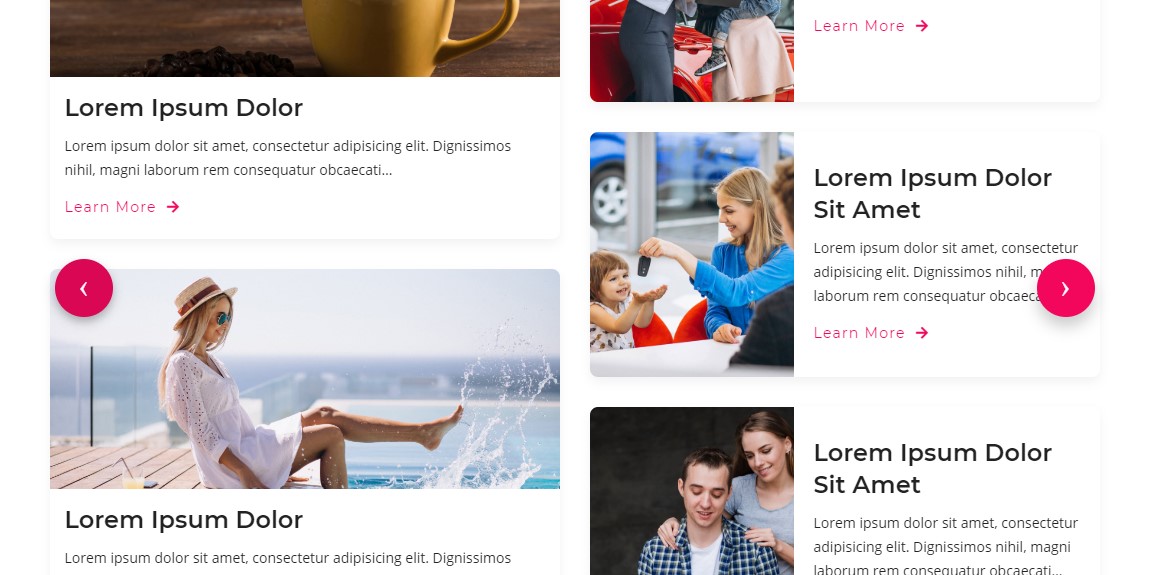 Lorem Ipsum Dolor
Lorem ipsum dolor sit amet, consectetur adipisicing elit. Dignissimos
nihil, magni laborum rem consequatur obcaecati...
Learn More →
‹
Lorem Ipsum Dolor
Lorem ipsum dolor sit amet, consectetur adipisicing elit. Dignissimos
Learn More →
Lorem Ipsum Dolor
Sit Amet
Lorem ipsum dolor sit amet, consectetur
adipisicing elit. Dignissimos nihil,
laborum rem consequatur
›
Learn More →
Lorem Ipsum Dolor
Sit Amet
Lorem ipsum dolor sit amet, consectetur
adipisicing elit. Dignissimos nihil, magni
laborum rem consequatur obcaecati...